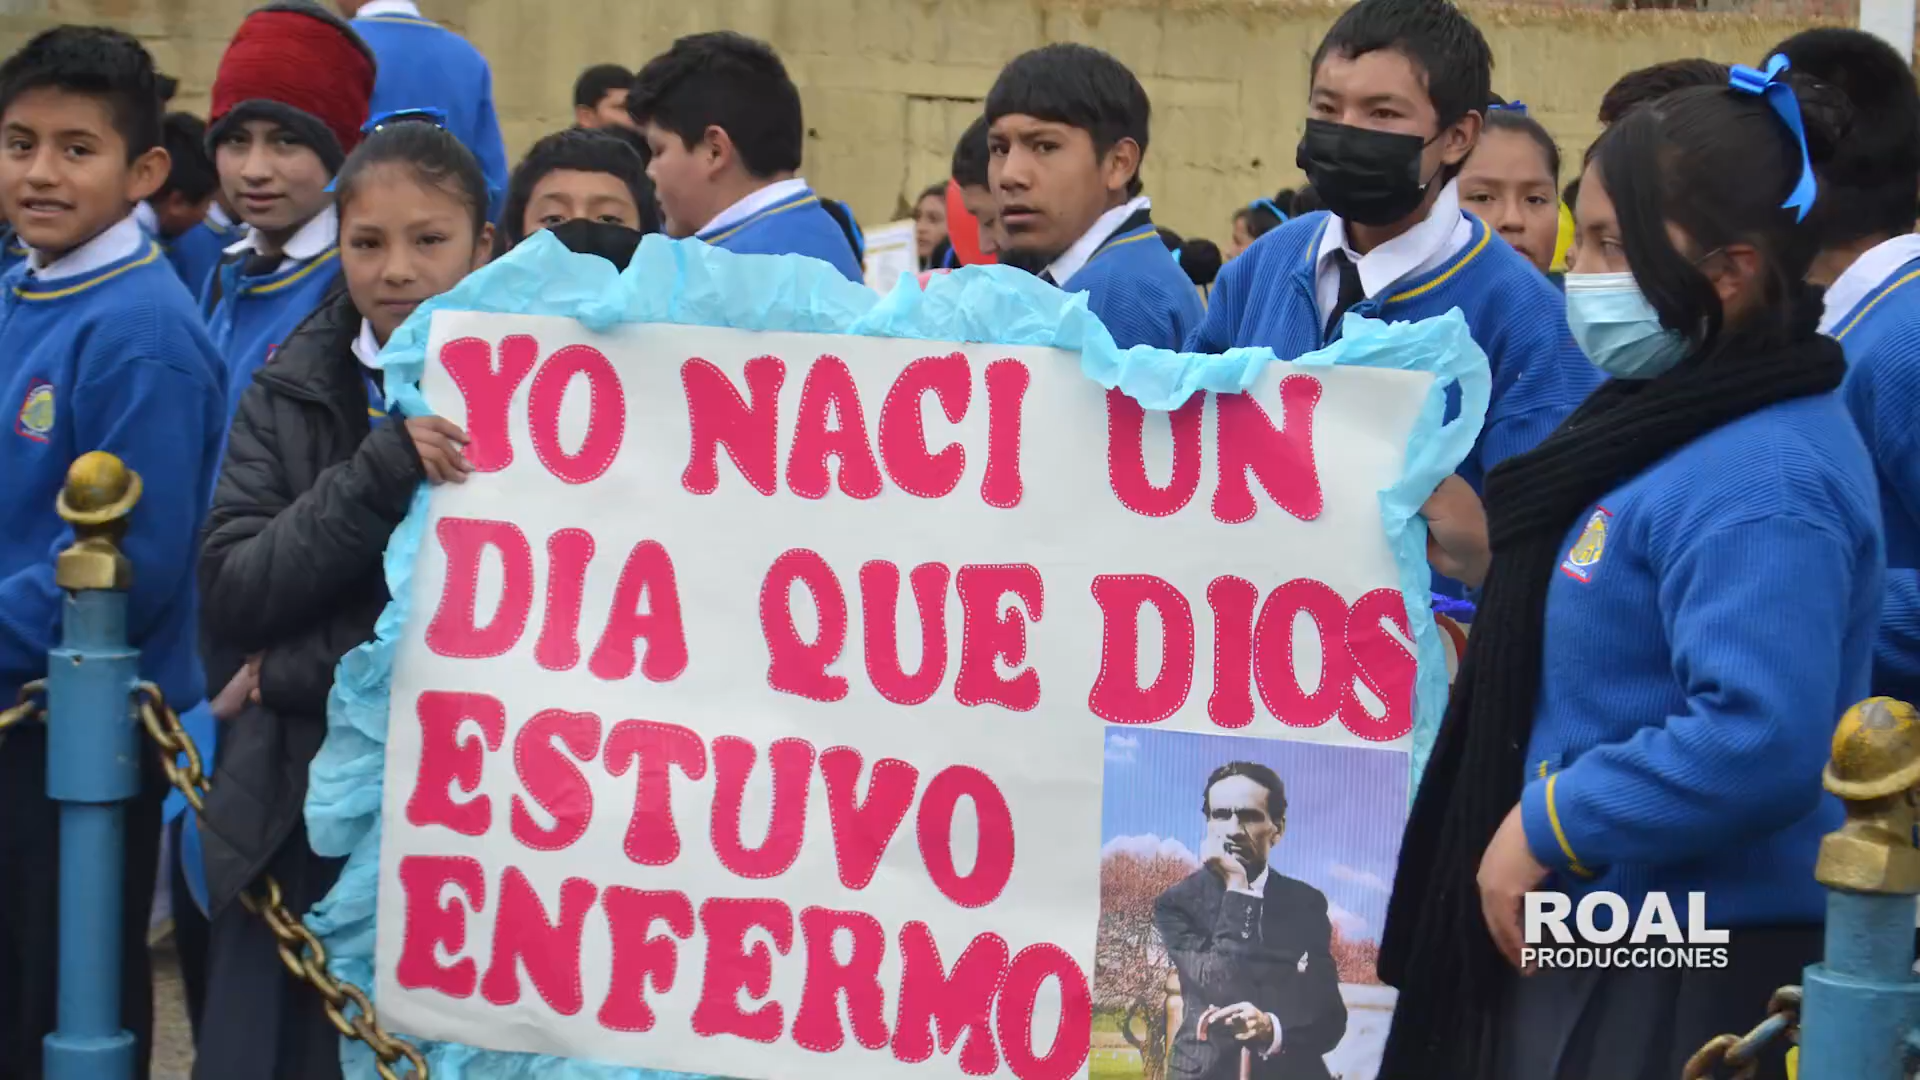 YO NACI UN
DIA QUE DIOS
ESTUVO
ENFERMO
ROAL
PRODUCCIONES